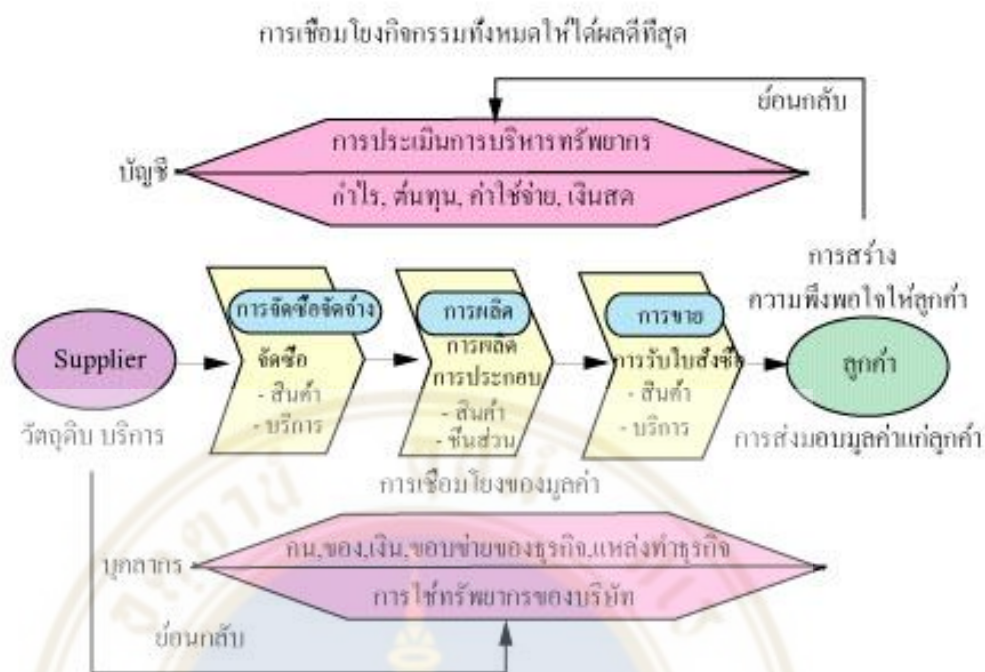 การเชื่อมโยงกิจกรรมทั้งหมดให้ได้ผลดีที่สุด
ย้อนกลับ
การประเมินการบริหารทรัพยากร
บัญชี
กำไร, ต้นทุน, ค่าใช้จ่าย, เงินสด
การสร้าง
ความพึงพอใจให้ลูกค้า
การจัดซื้อจัดจ้าง
การผลิต
การขาย
Supplier
จัดซื้อ
- สินค้า
- บริการ
การผลิต
การประกอบ
- สินค้า
- ชิ้นส่วน
การรับใบสั่งซื้อ
- สินค้า
- บริการ
ลูกค้า
วัตถุดิบ บริการ
การส่งมอบมูลค่าแก่ลูกค้า
การเชื่อมโยงของมูลค่า
คน,ของ,เงิน,ขอบข่ายของธุรกิจ,แหล่งทำธุรกิจ
บุคลากร
การใช้ทรัพยากรของบริษัท
ย้อนกลับ